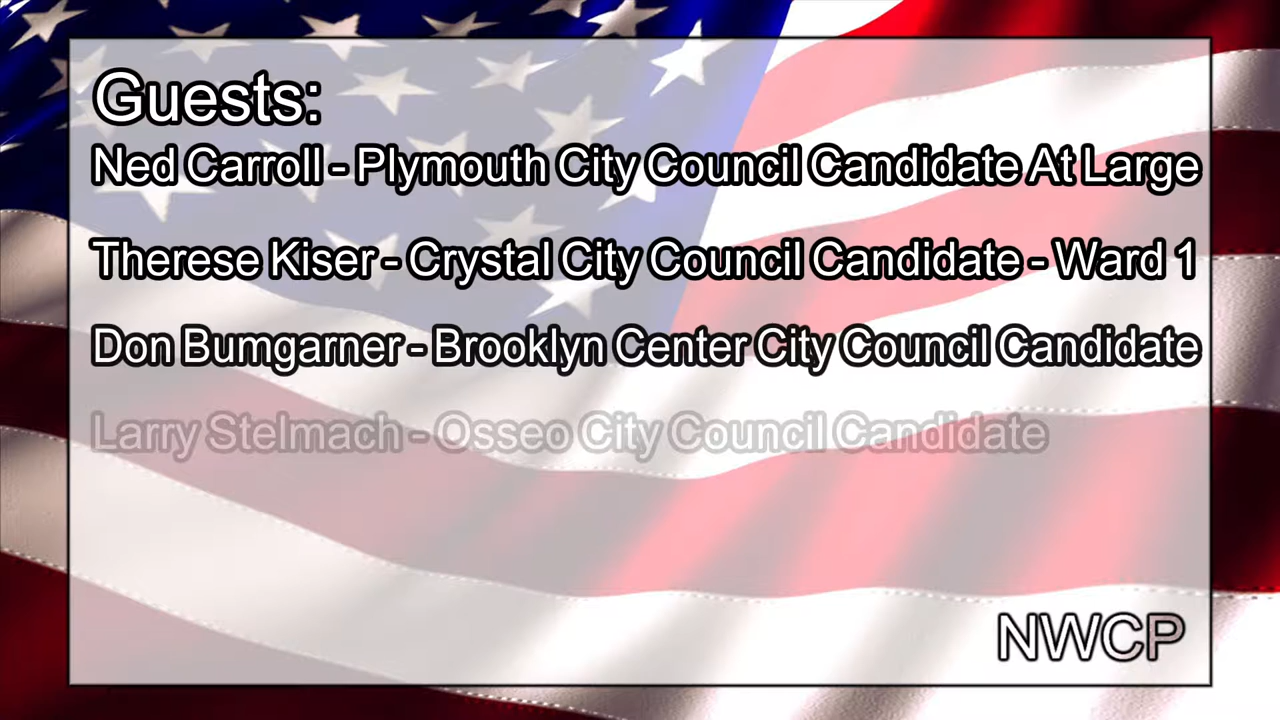 Guests:
Ned Carroll - Plymouth City Council Candidate At Large
Therese Kiser - Crystal City Council Candidate - Ward 1
Don Bumgarner - Brooklyn Center City Council Candidate
Larry Stelmach - Osseo City Council Candidate
NWCP